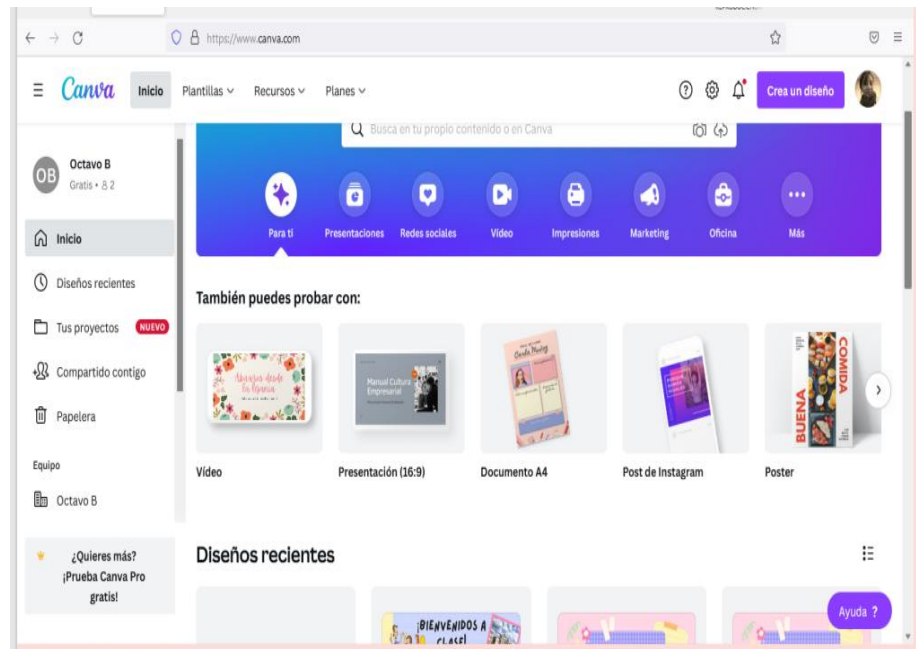 https://www.canva.com
Canva
Inicio
Plantillas
Recursos
Planes
Crea un diseño
Busca en tu propio contenido o en Canva
OB
Octavo B
Gratis • 2
Inicio
Diseños recientes
Tus proyectos
NUEVO
Compartido contigo
Papelera
Equipo
Octavo B
¿Quieres más?
¡Prueba Canva Pro
gratis!
Para ti
Presentaciones
Redes sociales
Vídeo
Impresiones
Marketing
Oficina
Más
También puedes probar con:
Manual Cultura
Empresarial
BUENA
COMIDA
Vídeo
Presentación (16:9)
Documento A4
Post de Instagram
Poster
Diseños recientes
¡BIENVENIDOS A
CLASE!
Ayuda ?